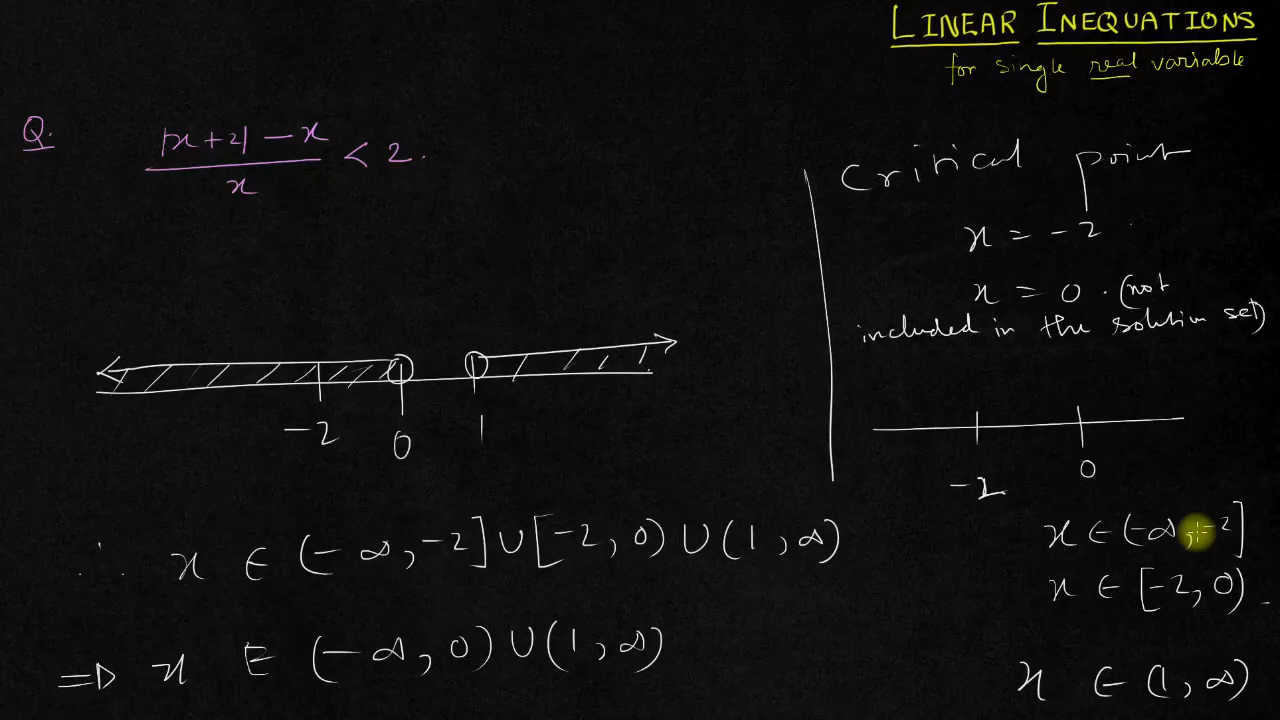 LINEAR INEQUATIONS
for single real variable
Q.
|x+2| - x
x
< 2.
Critical point
x = -2
x = 0. (not
included in the solution set)
-2 0 1
-2 0
x ∈ (-∞, -2]
x ∈ [-2, 0)
x ∈ (1, ∞)
∴ x ∈ (-∞, -2] ∪ [-2, 0) ∪ (1, ∞)
⇒ x ∈ (-∞, 0) ∪ (1, ∞)